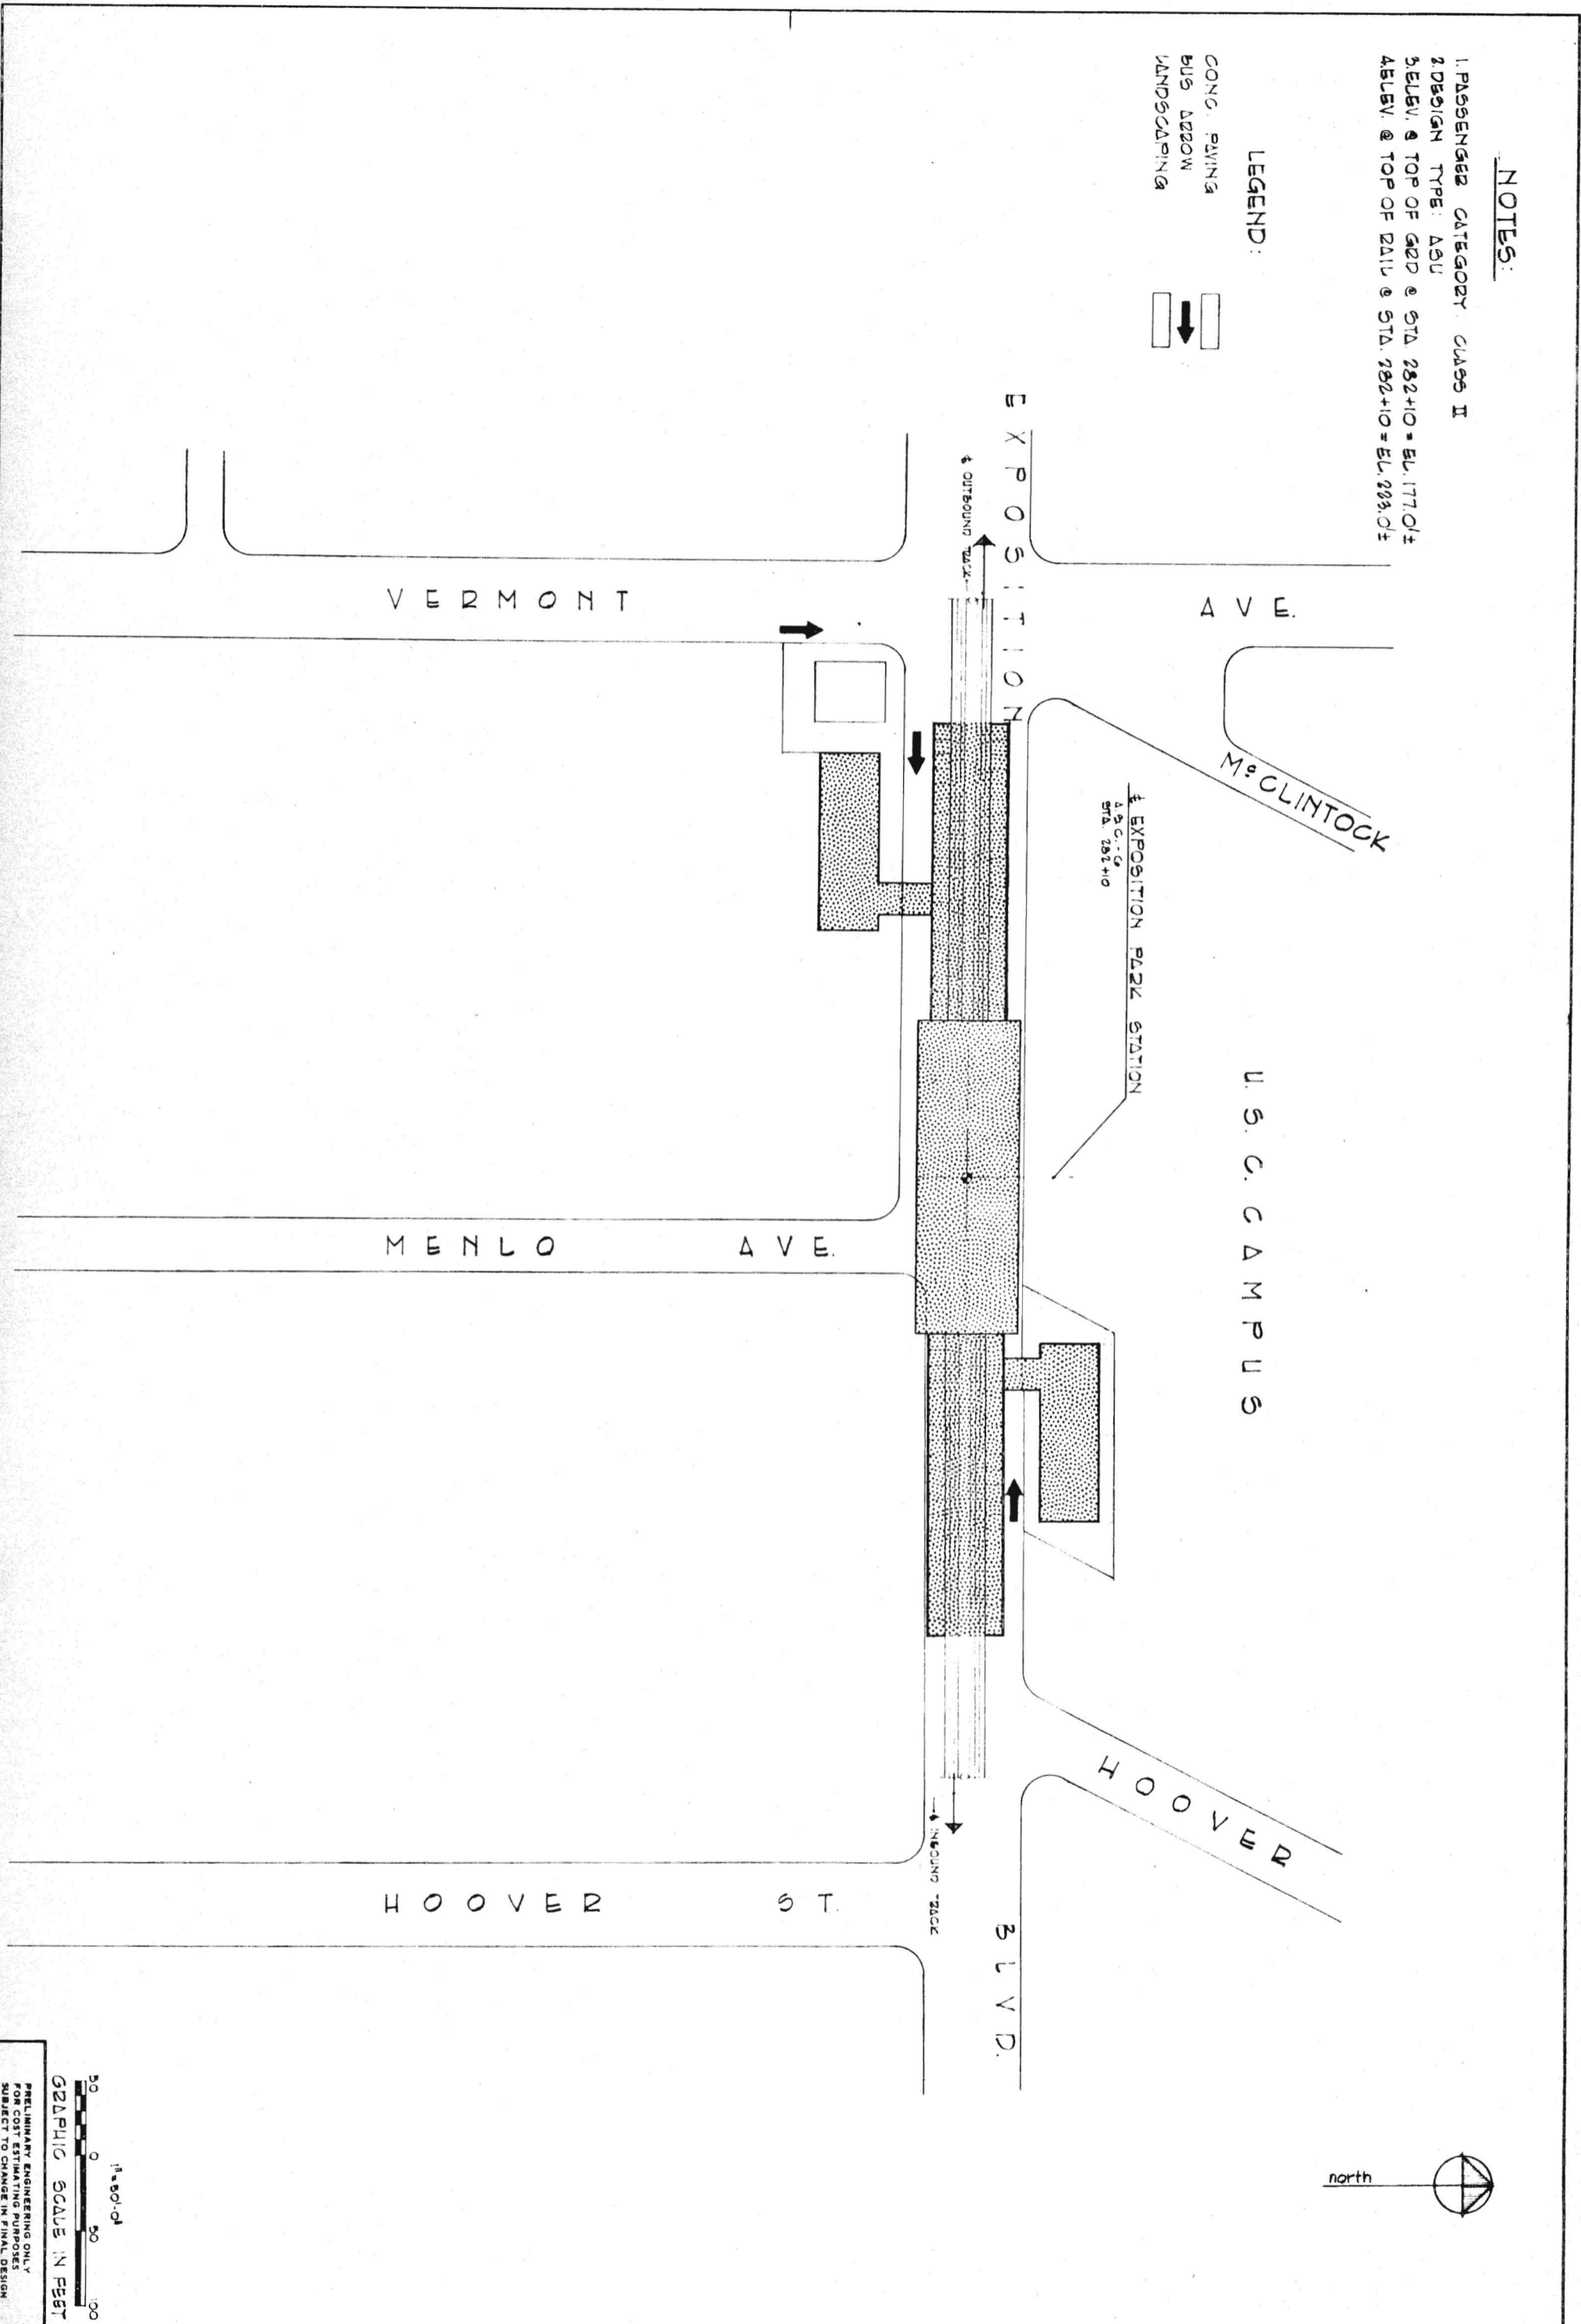 NOTES:
1. PASSENGER CATEGORY: CLASS II
2. DESIGN TYPE: ASU
3. ELEV. @ TOP OF GRD @ STA. 282+10 = EL. 177.0'±
4. ELEV. @ TOP OF RAIL @ STA. 282+10 = EL. 223.0'±
LEGEND:
CONC. PAVING
BUS ARROW
LANDSCAPING
EXPOSITION
℄ OUTBOUND TRACK
VERMONT
AVE.
McCLINTOCK
℄ EXPOSITION PARK STATION
STA. 282+10
U.S.C. CAMPUS
MENLO AVE.
HOOVER
℄ INBOUND TRACK
HOOVER ST.
BLVD.
north
1" = 50'-0"
50 0 50 100
GRAPHIC SCALE IN FEET
PRELIMINARY ENGINEERING ONLY
FOR COST ESTIMATING PURPOSES
SUBJECT TO CHANGE IN FINAL DESIGN